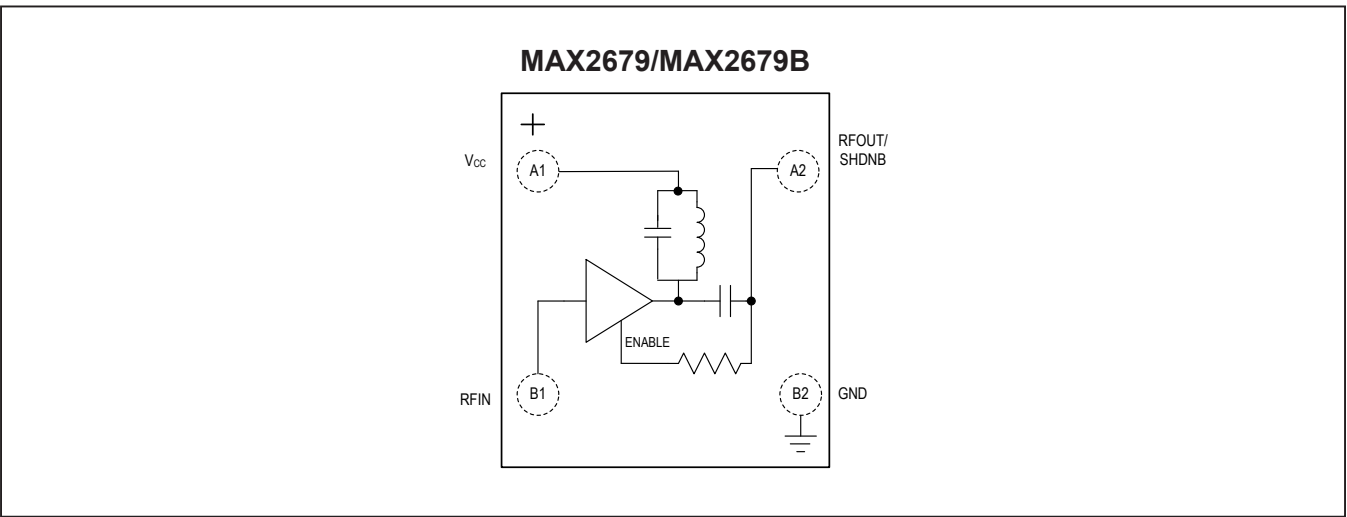 MAX2679/MAX2679B
+
VCC
A1
A2
RFOUT/
SHDNB
ENABLE
RFIN
B1
B2
GND